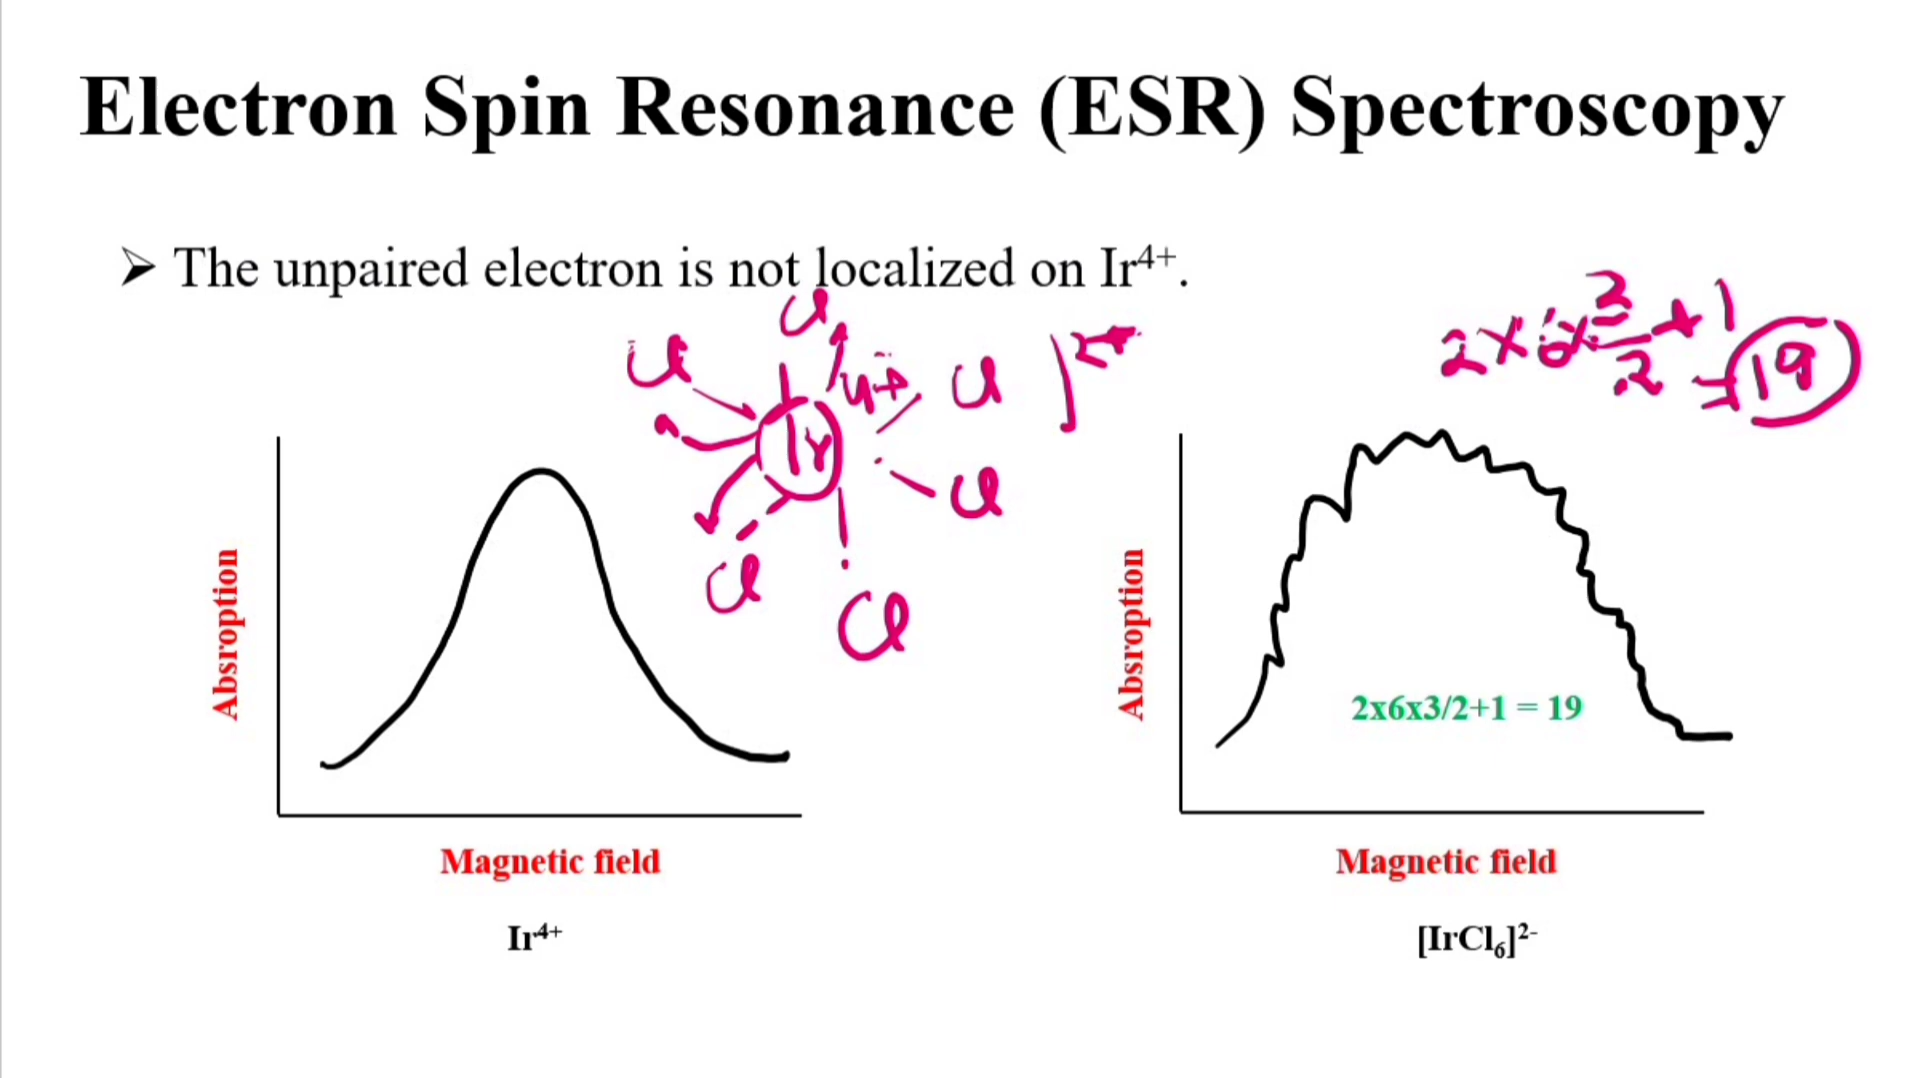 Electron Spin Resonance (ESR) Spectroscopy
➢ The unpaired electron is not localized on Ir⁴⁺.
2x6x3/2+1
=19
Cl
Cl
4+
Cl
]²⁻
Ir
Cl
Cl
Cl
Absroption
Magnetic field
Ir⁴⁺
Absroption
2x6x3/2+1 = 19
Magnetic field
[IrCl₆]²⁻